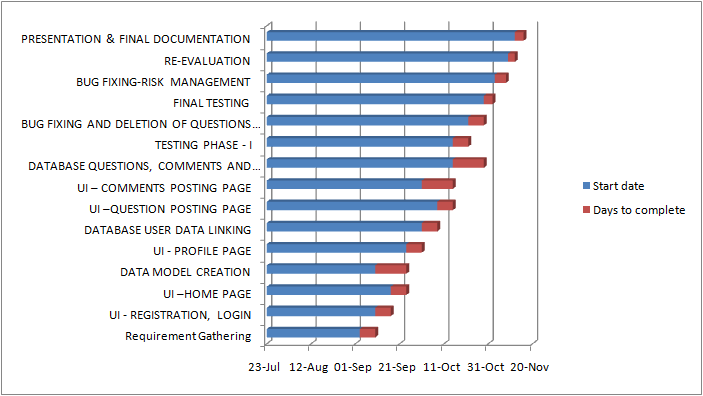 PRESENTATION & FINAL DOCUMENTATION
RE-EVALUATION
BUG FIXING-RISK MANAGEMENT
FINAL TESTING
BUG FIXING AND DELETION OF QUESTIONS...
TESTING PHASE - I
DATABASE QUESTIONS, COMMENTS AND...
UI – COMMENTS POSTING PAGE
UI –QUESTION POSTING PAGE
DATABASE USER DATA LINKING
UI - PROFILE PAGE
DATA MODEL CREATION
UI –HOME PAGE
UI - REGISTRATION, LOGIN
Requirement Gathering
23-Jul 12-Aug 01-Sep 21-Sep 11-Oct 31-Oct 20-Nov
Start date
Days to complete